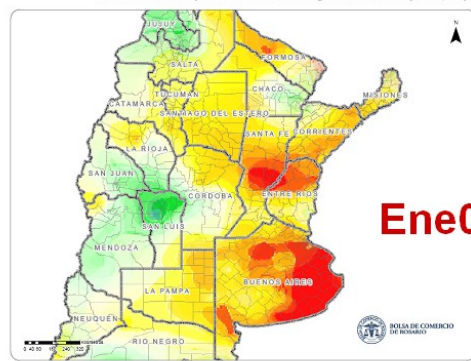 JUJUY
SALTA
FORMOSA
CHACO
MISIONES
TUCUMAN
CATAMARCA
SANTIAGO DEL ESTERO
SANTA FE
CORRIENTES
LA RIOJA
SAN JUAN
CORDOBA
ENTRE RIOS
SAN LUIS
Ene0
MENDOZA
BUENOS AIRES
LA PAMPA
NEUQUEN
RIO NEGRO
BOLSA DE COMERCIO
DE ROSARIO
N